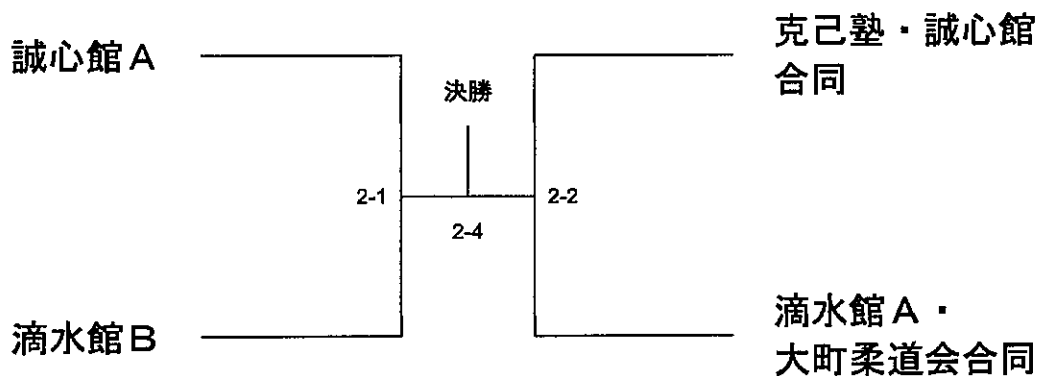 誠心館A
滴水館B
決勝
2-1
2-2
2-4
克己塾・誠心館
合同
滴水館A・
大町柔道会合同